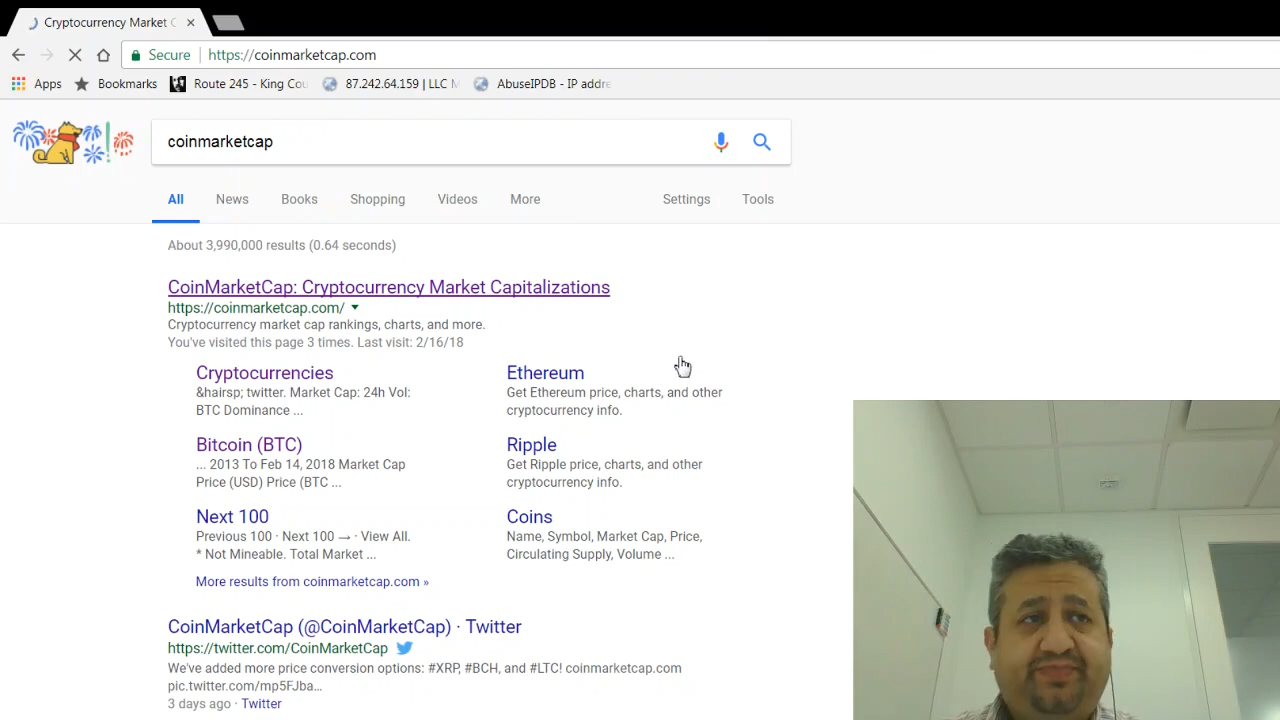 Cryptocurrency Market C
Secure https://coinmarketcap.com
Apps Bookmarks Route 245 - King Cou 87.242.64.159 | LLC M AbuseIPDB - IP addre
coinmarketcap
All News Books Shopping Videos More Settings Tools
About 3,990,000 results (0.64 seconds)
CoinMarketCap: Cryptocurrency Market Capitalizations
https://coinmarketcap.com/
Cryptocurrency market cap rankings, charts, and more.
You've visited this page 3 times. Last visit: 2/16/18
Cryptocurrencies
&hairsp; twitter. Market Cap: 24h Vol:
BTC Dominance ...
Ethereum
Get Ethereum price, charts, and other
cryptocurrency info.
Bitcoin (BTC)
... 2013 To Feb 14, 2018 Market Cap
Price (USD) Price (BTC ...
Ripple
Get Ripple price, charts, and other
cryptocurrency info.
Next 100
Previous 100 · Next 100 → · View All.
* Not Mineable. Total Market ...
Coins
Name, Symbol, Market Cap, Price,
Circulating Supply, Volume ...
More results from coinmarketcap.com »
CoinMarketCap (@CoinMarketCap) · Twitter
https://twitter.com/CoinMarketCap
We've added more price conversion options: #XRP, #BCH, and #LTC! coinmarketcap.com
pic.twitter.com/mp5FJba…
3 days ago · Twitter